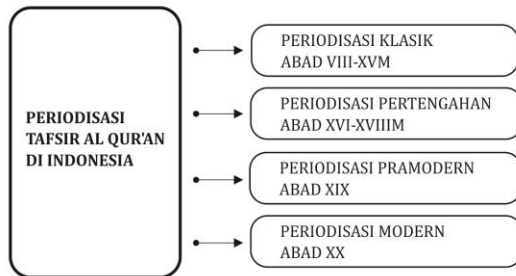 PERIODISASI
TAFSIR AL QUR'AN
DI INDONESIA
PERIODISASI KLASIK
ABAD VIII-XVM
PERIODISASI PERTENGAHAN
ABAD XVI-XVIIIM
PERIODISASI PRAMODERN
ABAD XIX
PERIODISASI MODERN
ABAD XX